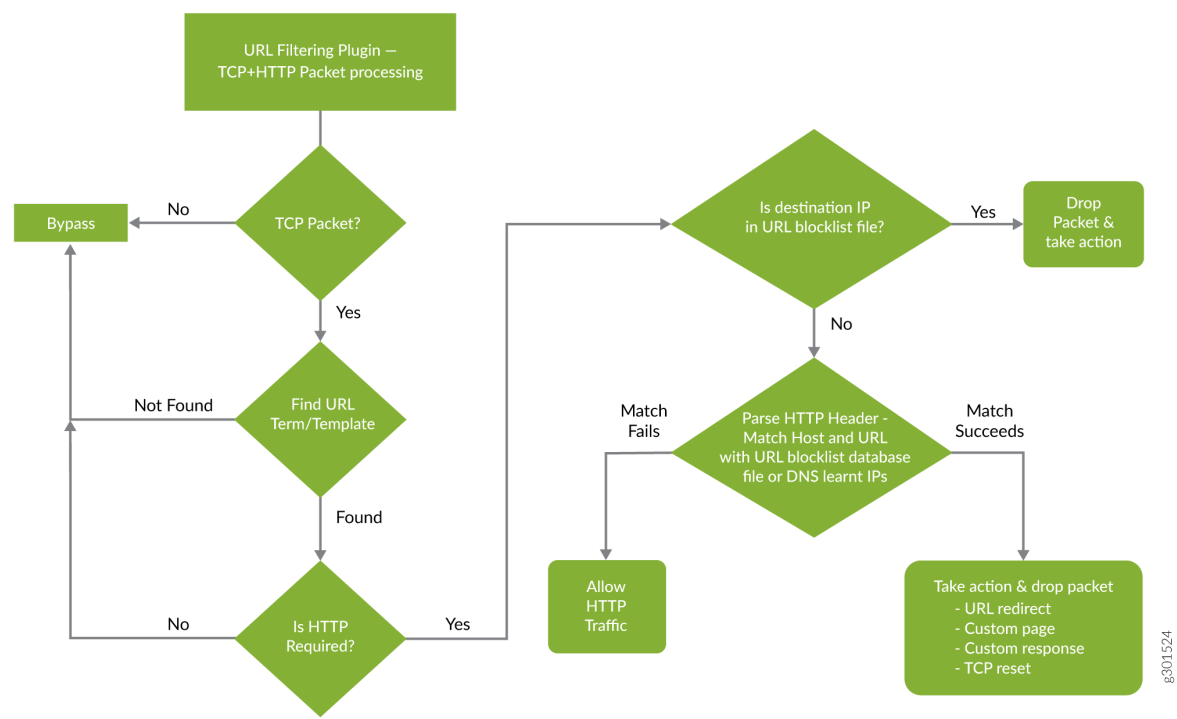 URL Filtering Plugin —
TCP+HTTP Packet processing
TCP Packet?
No
Bypass
Yes
Find URL
Term/Template
Not Found
Found
Is HTTP
Required?
No
Yes
Is destination IP
in URL blocklist file?
Yes
Drop
Packet &
take action
No
Parse HTTP Header -
Match Host and URL
with URL blocklist database
file or DNS learnt IPs
Match
Fails
Match
Succeeds
Allow
HTTP
Traffic
Take action & drop packet
- URL redirect
- Custom page
- Custom response
- TCP reset
g301524